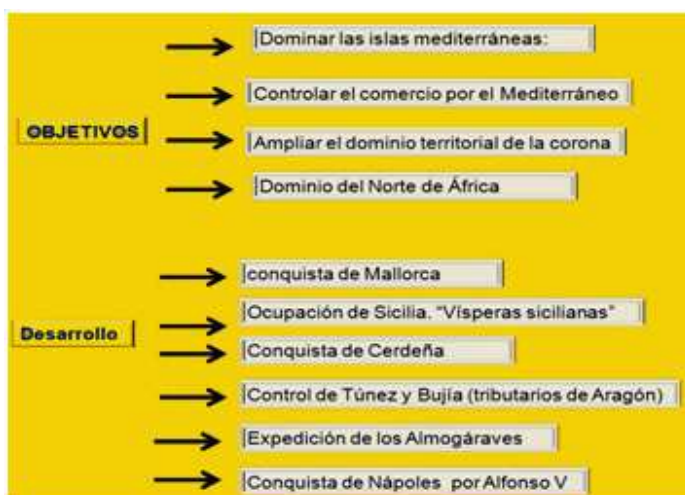 OBJETIVOS
Dominar las islas mediterráneas:
Controlar el comercio por el Mediterráneo
Ampliar el dominio territorial de la corona
Dominio del Norte de África
Desarrollo
conquista de Mallorca
Ocupación de Sicilia. "Vísperas sicilianas"
Conquista de Cerdeña
Control de Túnez y Bujía (tributarios de Aragón)
Expedición de los Almogáraves
Conquista de Nápoles por Alfonso V